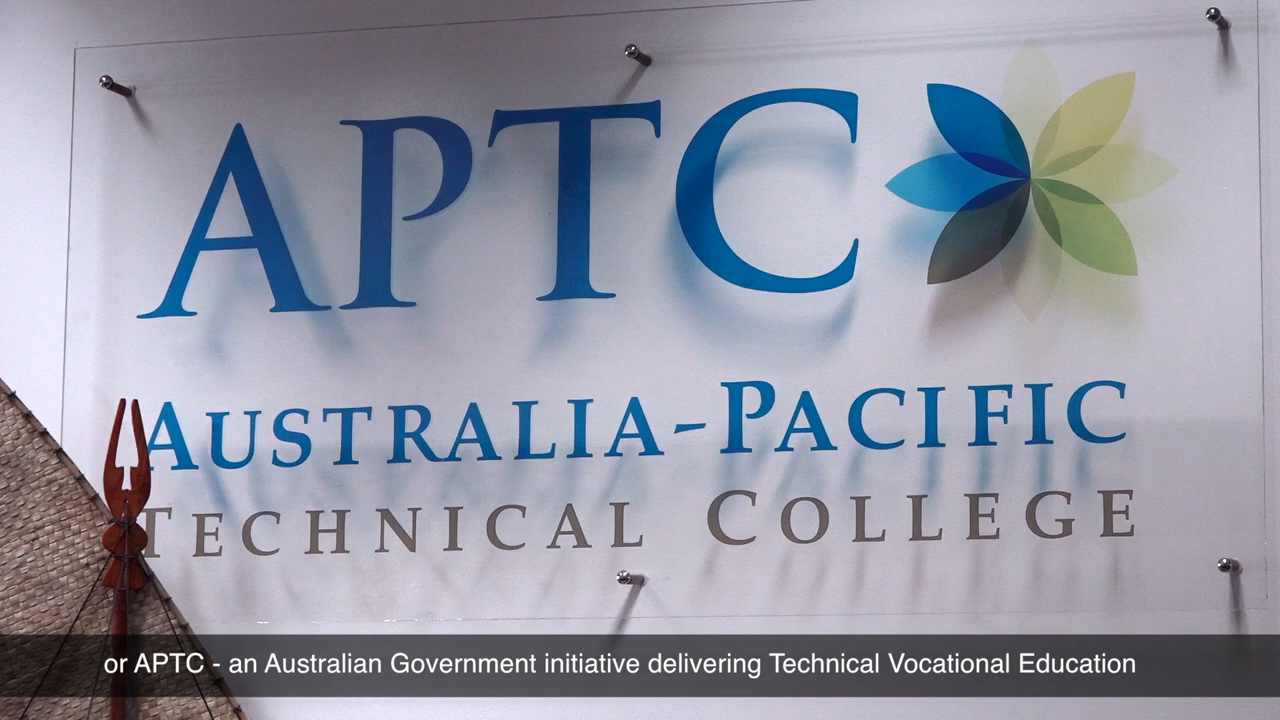 APTC
AUSTRALIA-PACIFIC
TECHNICAL COLLEGE
or APTC - an Australian Government initiative delivering Technical Vocational Education